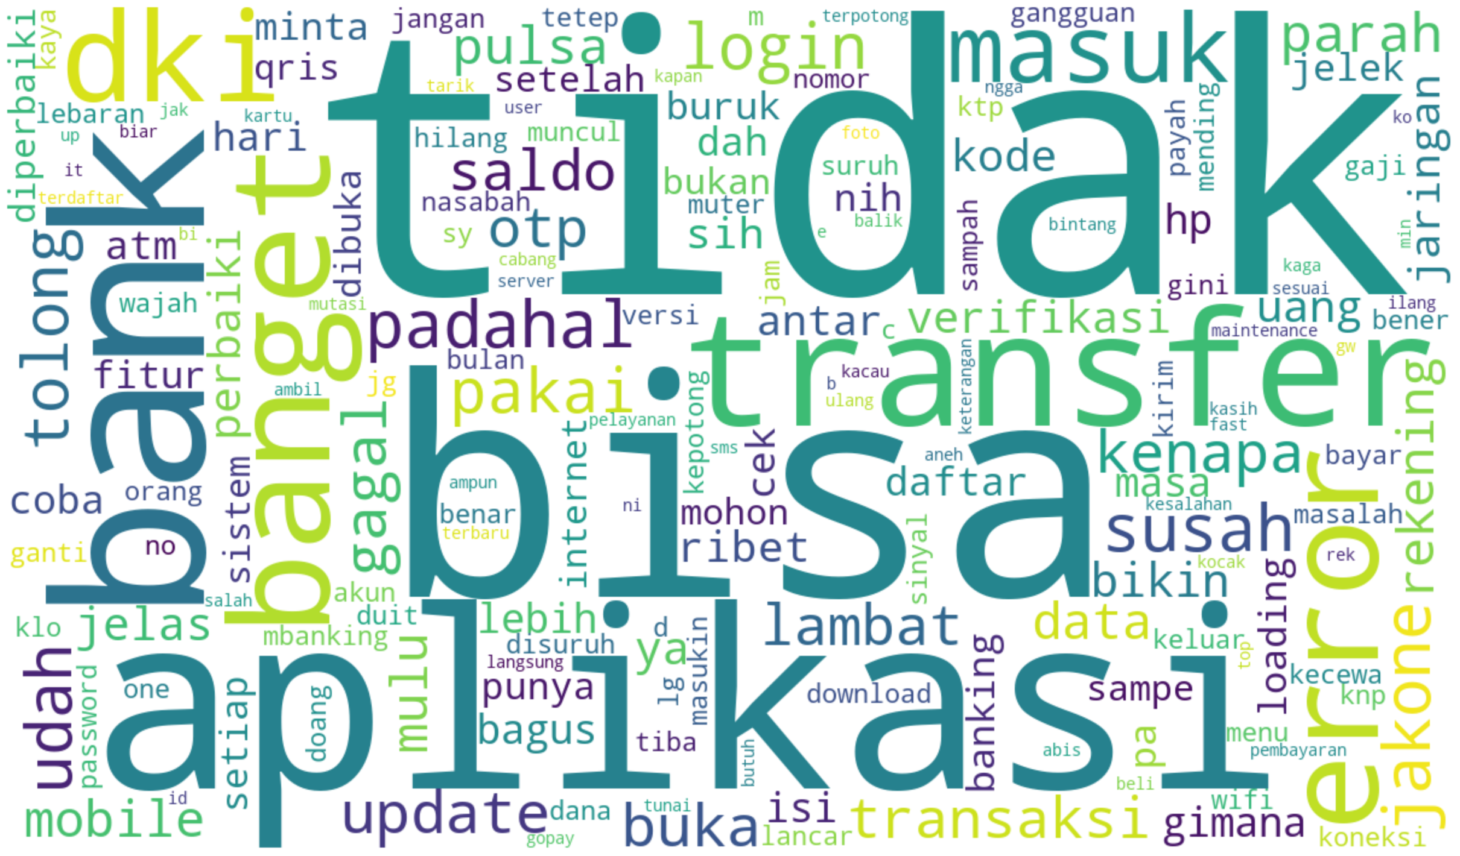 tidak
bisa
aplikasi
bank
transfer
banget
dki
error
masuk
login
pulsa
minta
qris
jangan
tetep
m
terpotong
gangguan
parah
jelek
kaya
diperbaiki
lebaran
jak
kartu
up
biar
it
hari
terdaftar
bi
tarik
setelah
kapan
nomor
user
buruk
hilang
muncul
dah
foto
suruh
saldo
bukan
nasabah
muter
nih
balik
e
sy
otp
cabang
server
sih
jam
ngga
ktp
kode
payah
mending
ko
gaji
jaringan
hp
bintang
sampah
gini
min
kaga
sesuai
uang
ilang
bener
maintenance
gw
tolong
atm
wajah
perbaiki
dibuka
mutasi
fitur
padahal
versi
bulan
antar
c
verifikasi
ambil
jg
pakai
pelayanan
kepotong
b
kacau
ulang
keterangan
kirim
kasih
fast
rekening
coba
orang
sistem
gagal
ampun
benar
terbaru
internet
sms
ni
cek
mohon
ribet
aneh
daftar
sinyal
kenapa
masa
kesalahan
susah
bayar
masalah
rek
kocak
bikin
ganti
no
salah
akun
duit
klo
jelas
mbanking
lebih
disuruh
d
ya
lambat
data
keluar
top
loading
kecewa
knp
jakone
udah
password
one
setiap
doang
mulu
langsung
punya
lg
masukin
bagus
tiba
butuh
download
banking
sampe
abis
pa
menu
pembayaran
beli
mobile
id
update
dana
gopay
tunai
buka
isi
lancar
transaksi
wifi
gimana
koneksi